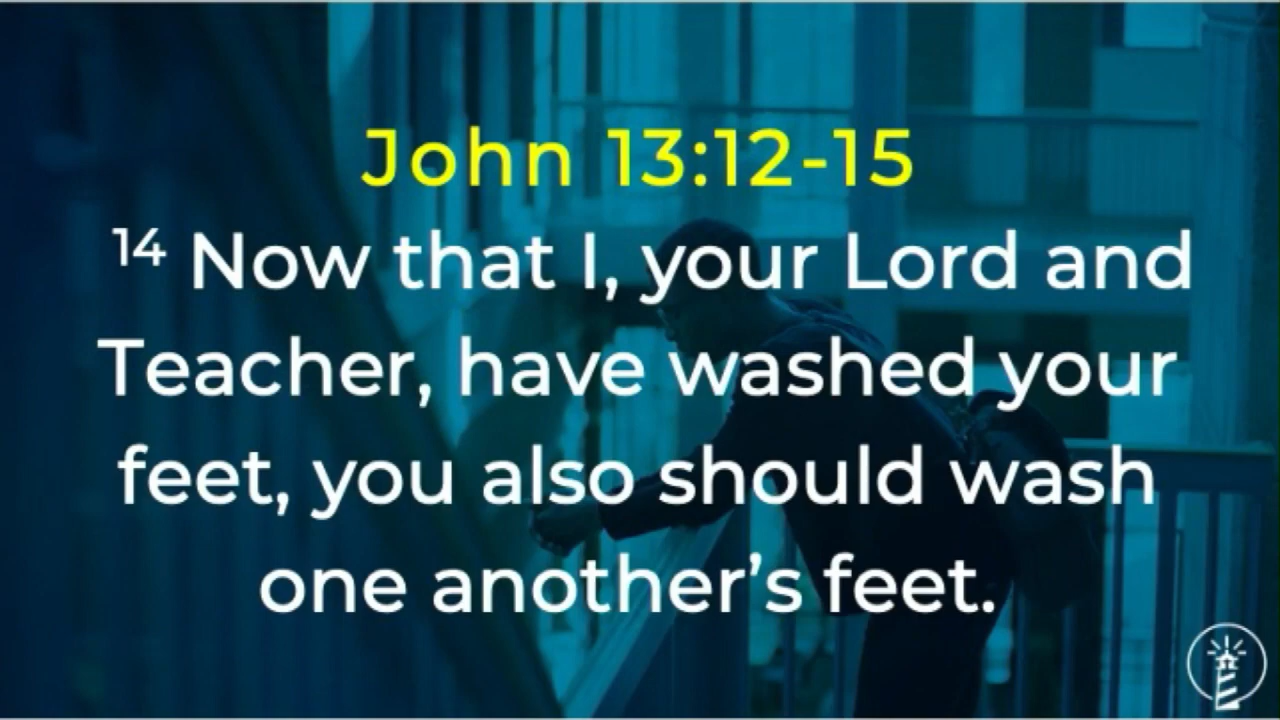 John 13:12-15
14 Now that I, your Lord and
Teacher, have washed your
feet, you also should wash
one another’s feet.